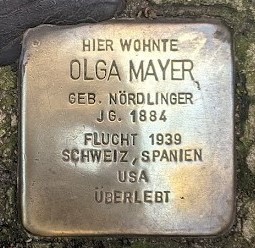 HIER WOHNTE
OLGA MAYER
GEB. NÖRDLINGER
JG. 1884
FLUCHT 1939
SCHWEIZ, SPANIEN
USA
ÜBERLEBT